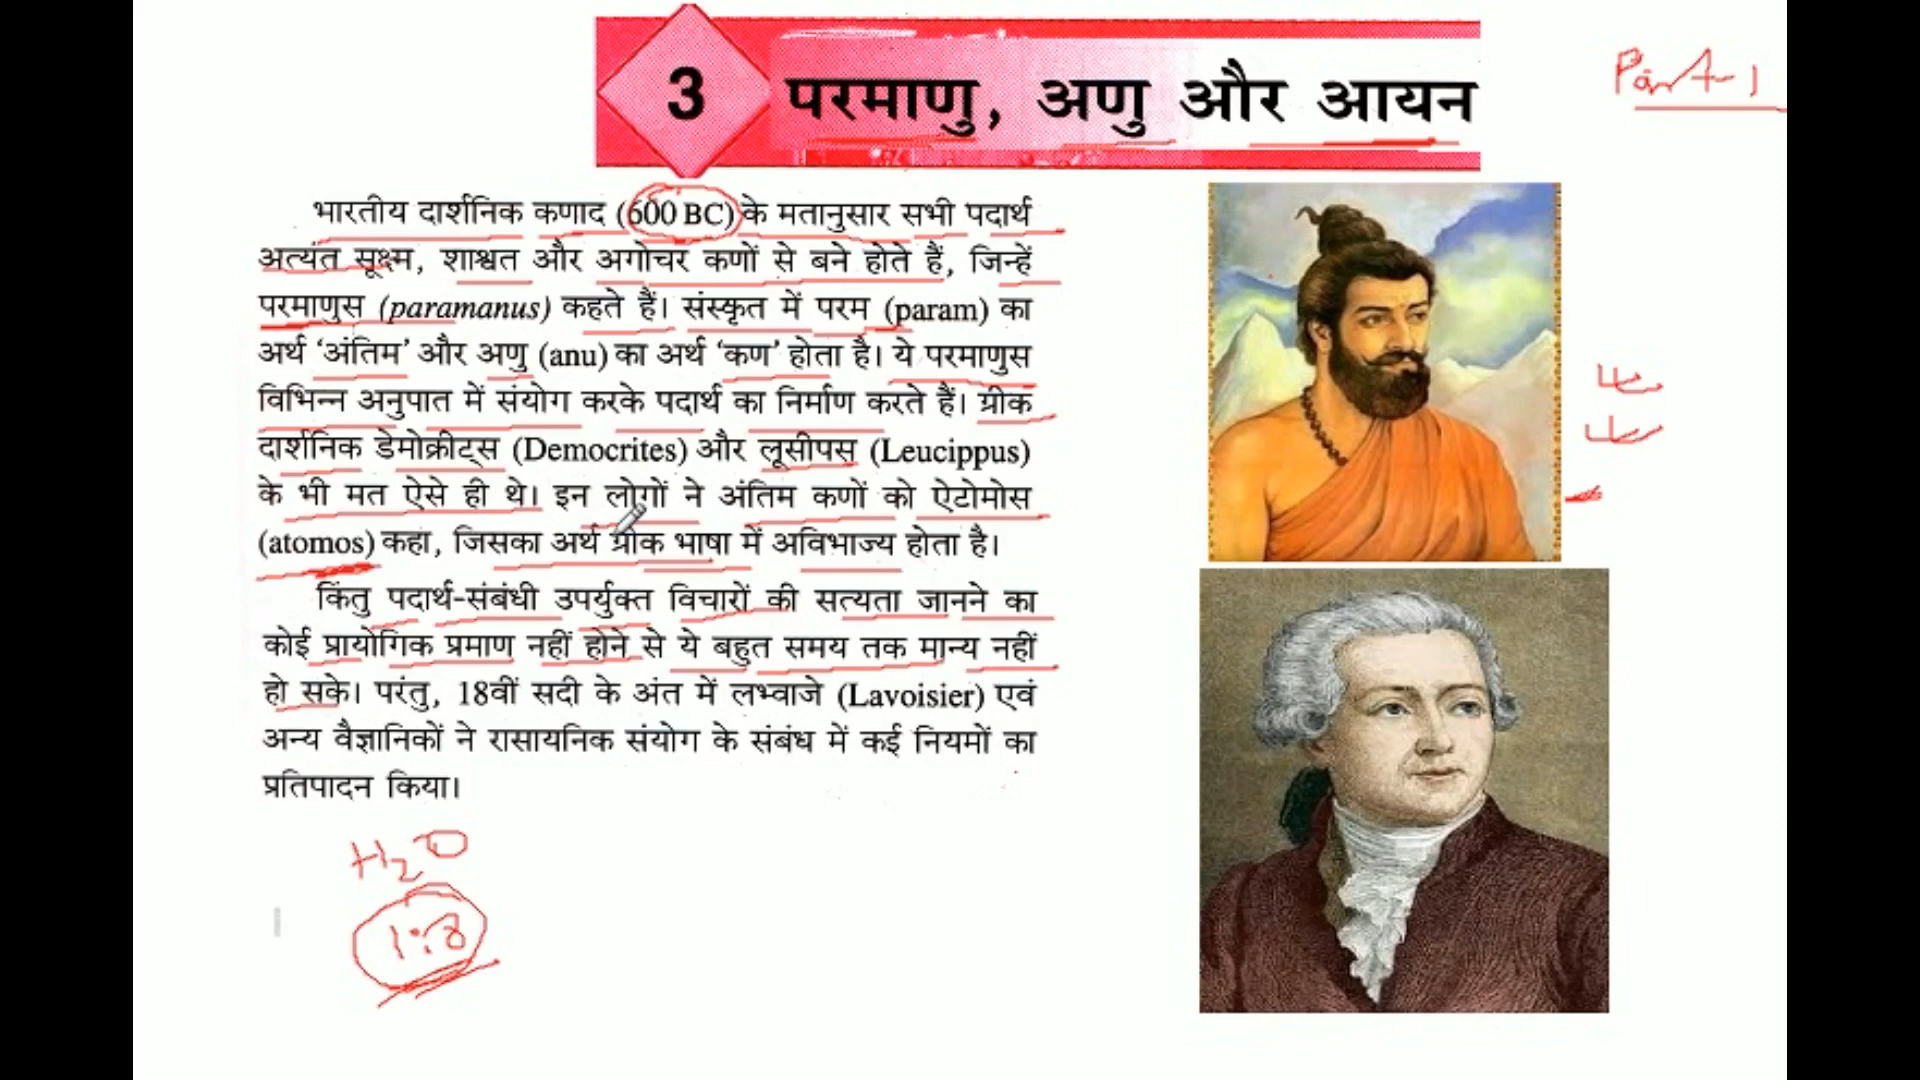 3 परमाणु, अणु और आयन
Part-1
भारतीय दार्शनिक कणाद (600 BC) के मतानुसार सभी पदार्थ
अत्यंत सूक्ष्म, शाश्वत और अगोचर कणों से बने होते हैं, जिन्हें
परमाणुस (paramanus) कहते हैं। संस्कृत में परम (param) का
अर्थ ‘अंतिम’ और अणु (anu) का अर्थ ‘कण’ होता है। ये परमाणुस
विभिन्न अनुपात में संयोग करके पदार्थ का निर्माण करते हैं। ग्रीक
दार्शनिक डेमोक्रीट्स (Democrites) और लूसीपस (Leucippus)
के भी मत ऐसे ही थे। इन लोगों ने अंतिम कणों को ऐटोमोस
(atomos) कहा, जिसका अर्थ ग्रीक भाषा में अविभाज्य होता है।
किंतु पदार्थ-संबंधी उपर्युक्त विचारों की सत्यता जानने का
कोई प्रायोगिक प्रमाण नहीं होने से ये बहुत समय तक मान्य नहीं
हो सके। परंतु, 18वीं सदी के अंत में लभ्वाजे (Lavoisier) एवं
अन्य वैज्ञानिकों ने रासायनिक संयोग के संबंध में कई नियमों का
प्रतिपादन किया।
H2O
1:8